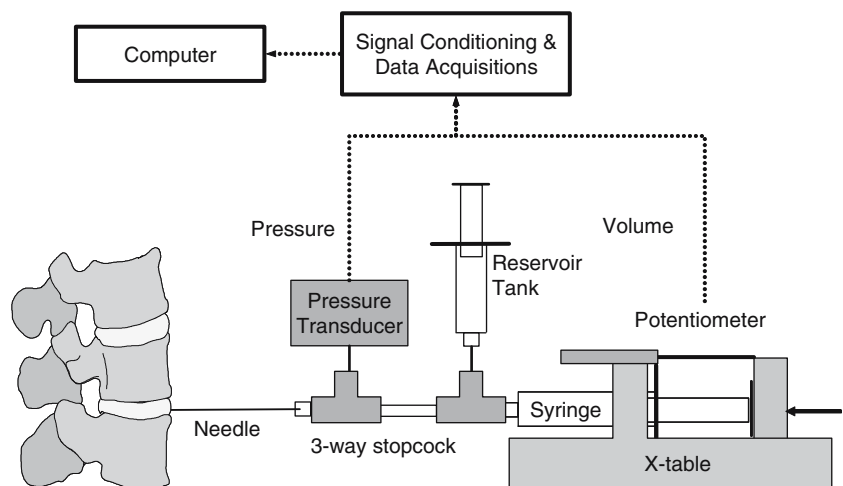 Computer
Signal Conditioning &
Data Acquisitions
Pressure
Volume
Reservoir
Tank
Pressure
Transducer
Potentiometer
Needle
3-way stopcock
Syringe
X-table